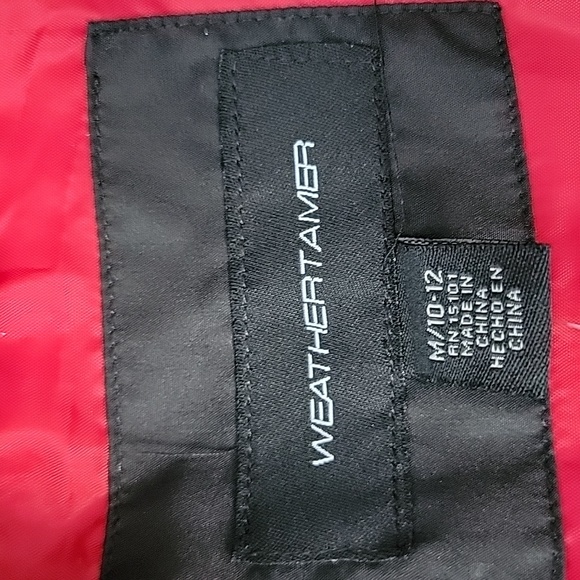 WEATHERTAMER
M/10-12
RN 15101
MADE IN
CHINA
HECHO EN
CHINA